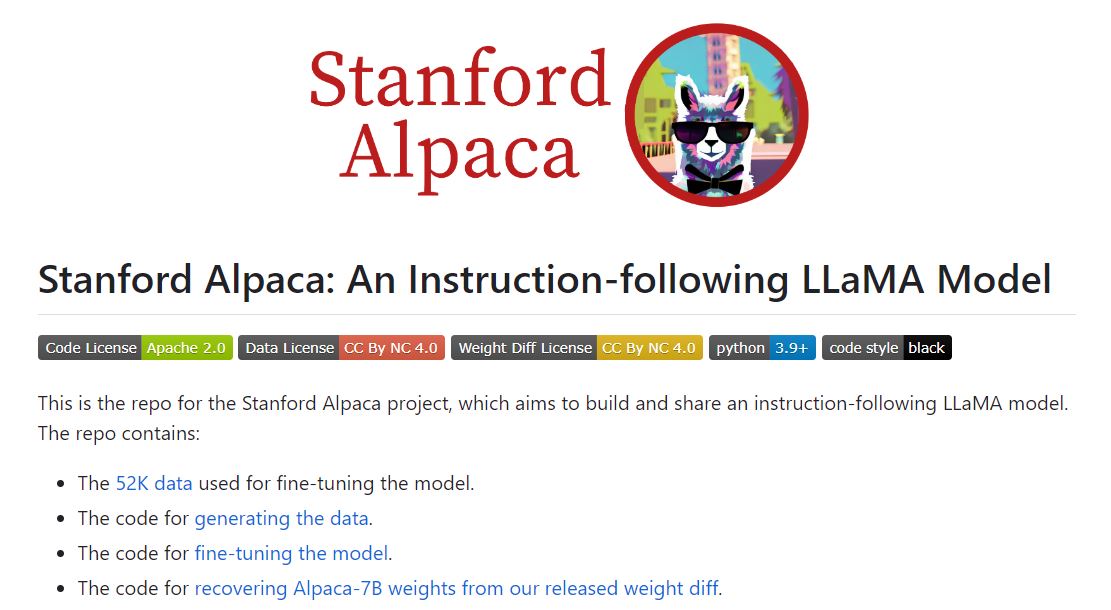 Stanford
Alpaca
Stanford Alpaca: An Instruction-following LLaMA Model
Code License Apache 2.0 Data License CC By NC 4.0 Weight Diff License CC By NC 4.0 python 3.9+ code style black
This is the repo for the Stanford Alpaca project, which aims to build and share an instruction-following LLaMA model.
The repo contains:
• The 52K data used for fine-tuning the model.
• The code for generating the data.
• The code for fine-tuning the model.
• The code for recovering Alpaca-7B weights from our released weight diff.